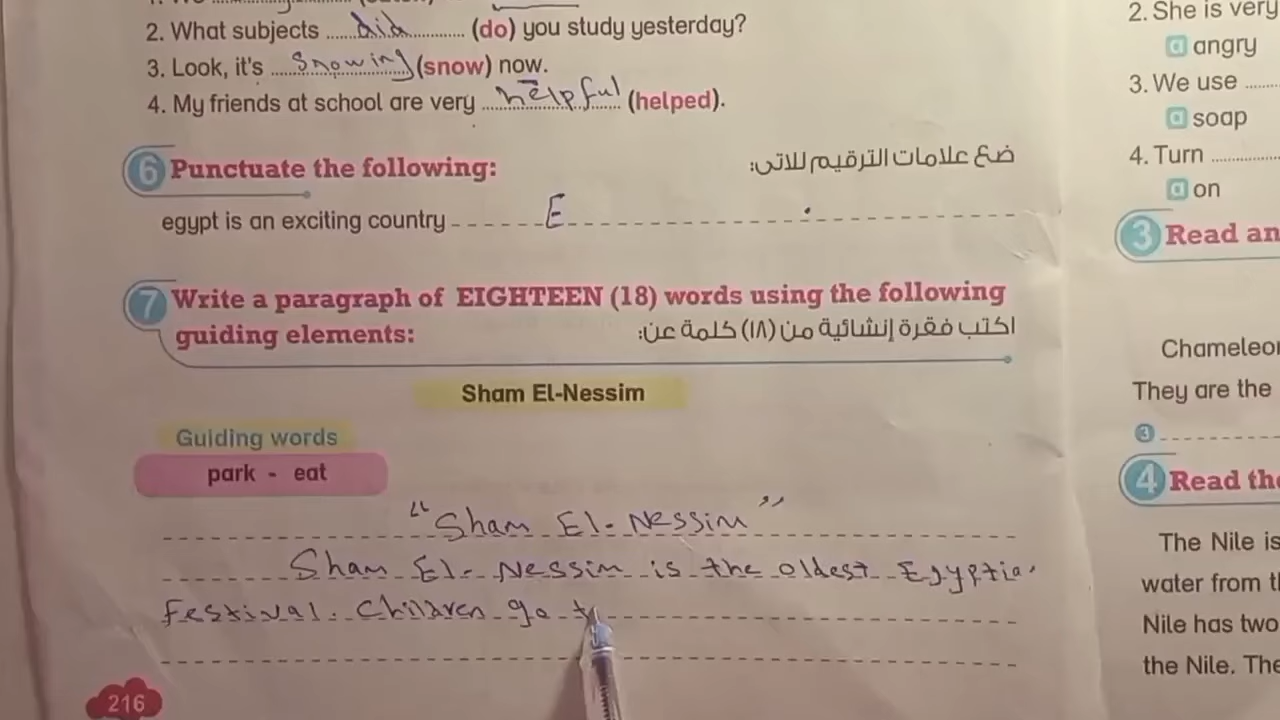 2. What subjects ......did............ (do) you study yesterday?
3. Look, it's ...snowing... (snow) now.
4. My friends at school are very ...helpful... (helped).
6 Punctuate the following:
ضع علامات الترقيم للاتى:
egypt is an exciting country E .
7 Write a paragraph of EIGHTEEN (18) words using the following
guiding elements:
اكتب فقرة إنشائية من (١٨) كلمة عن:
Sham El-Nessim
Guiding words
park - eat
"Sham El-Nessim"
Sham El-Nessim is the oldest Egyptia
festival. Children go t
216
2. She is very
a angry
3. We use
a soap
4. Turn
a on
3 Read an
Chameleon
They are the
3
4 Read the
The Nile is
water from t
Nile has two
the Nile. The